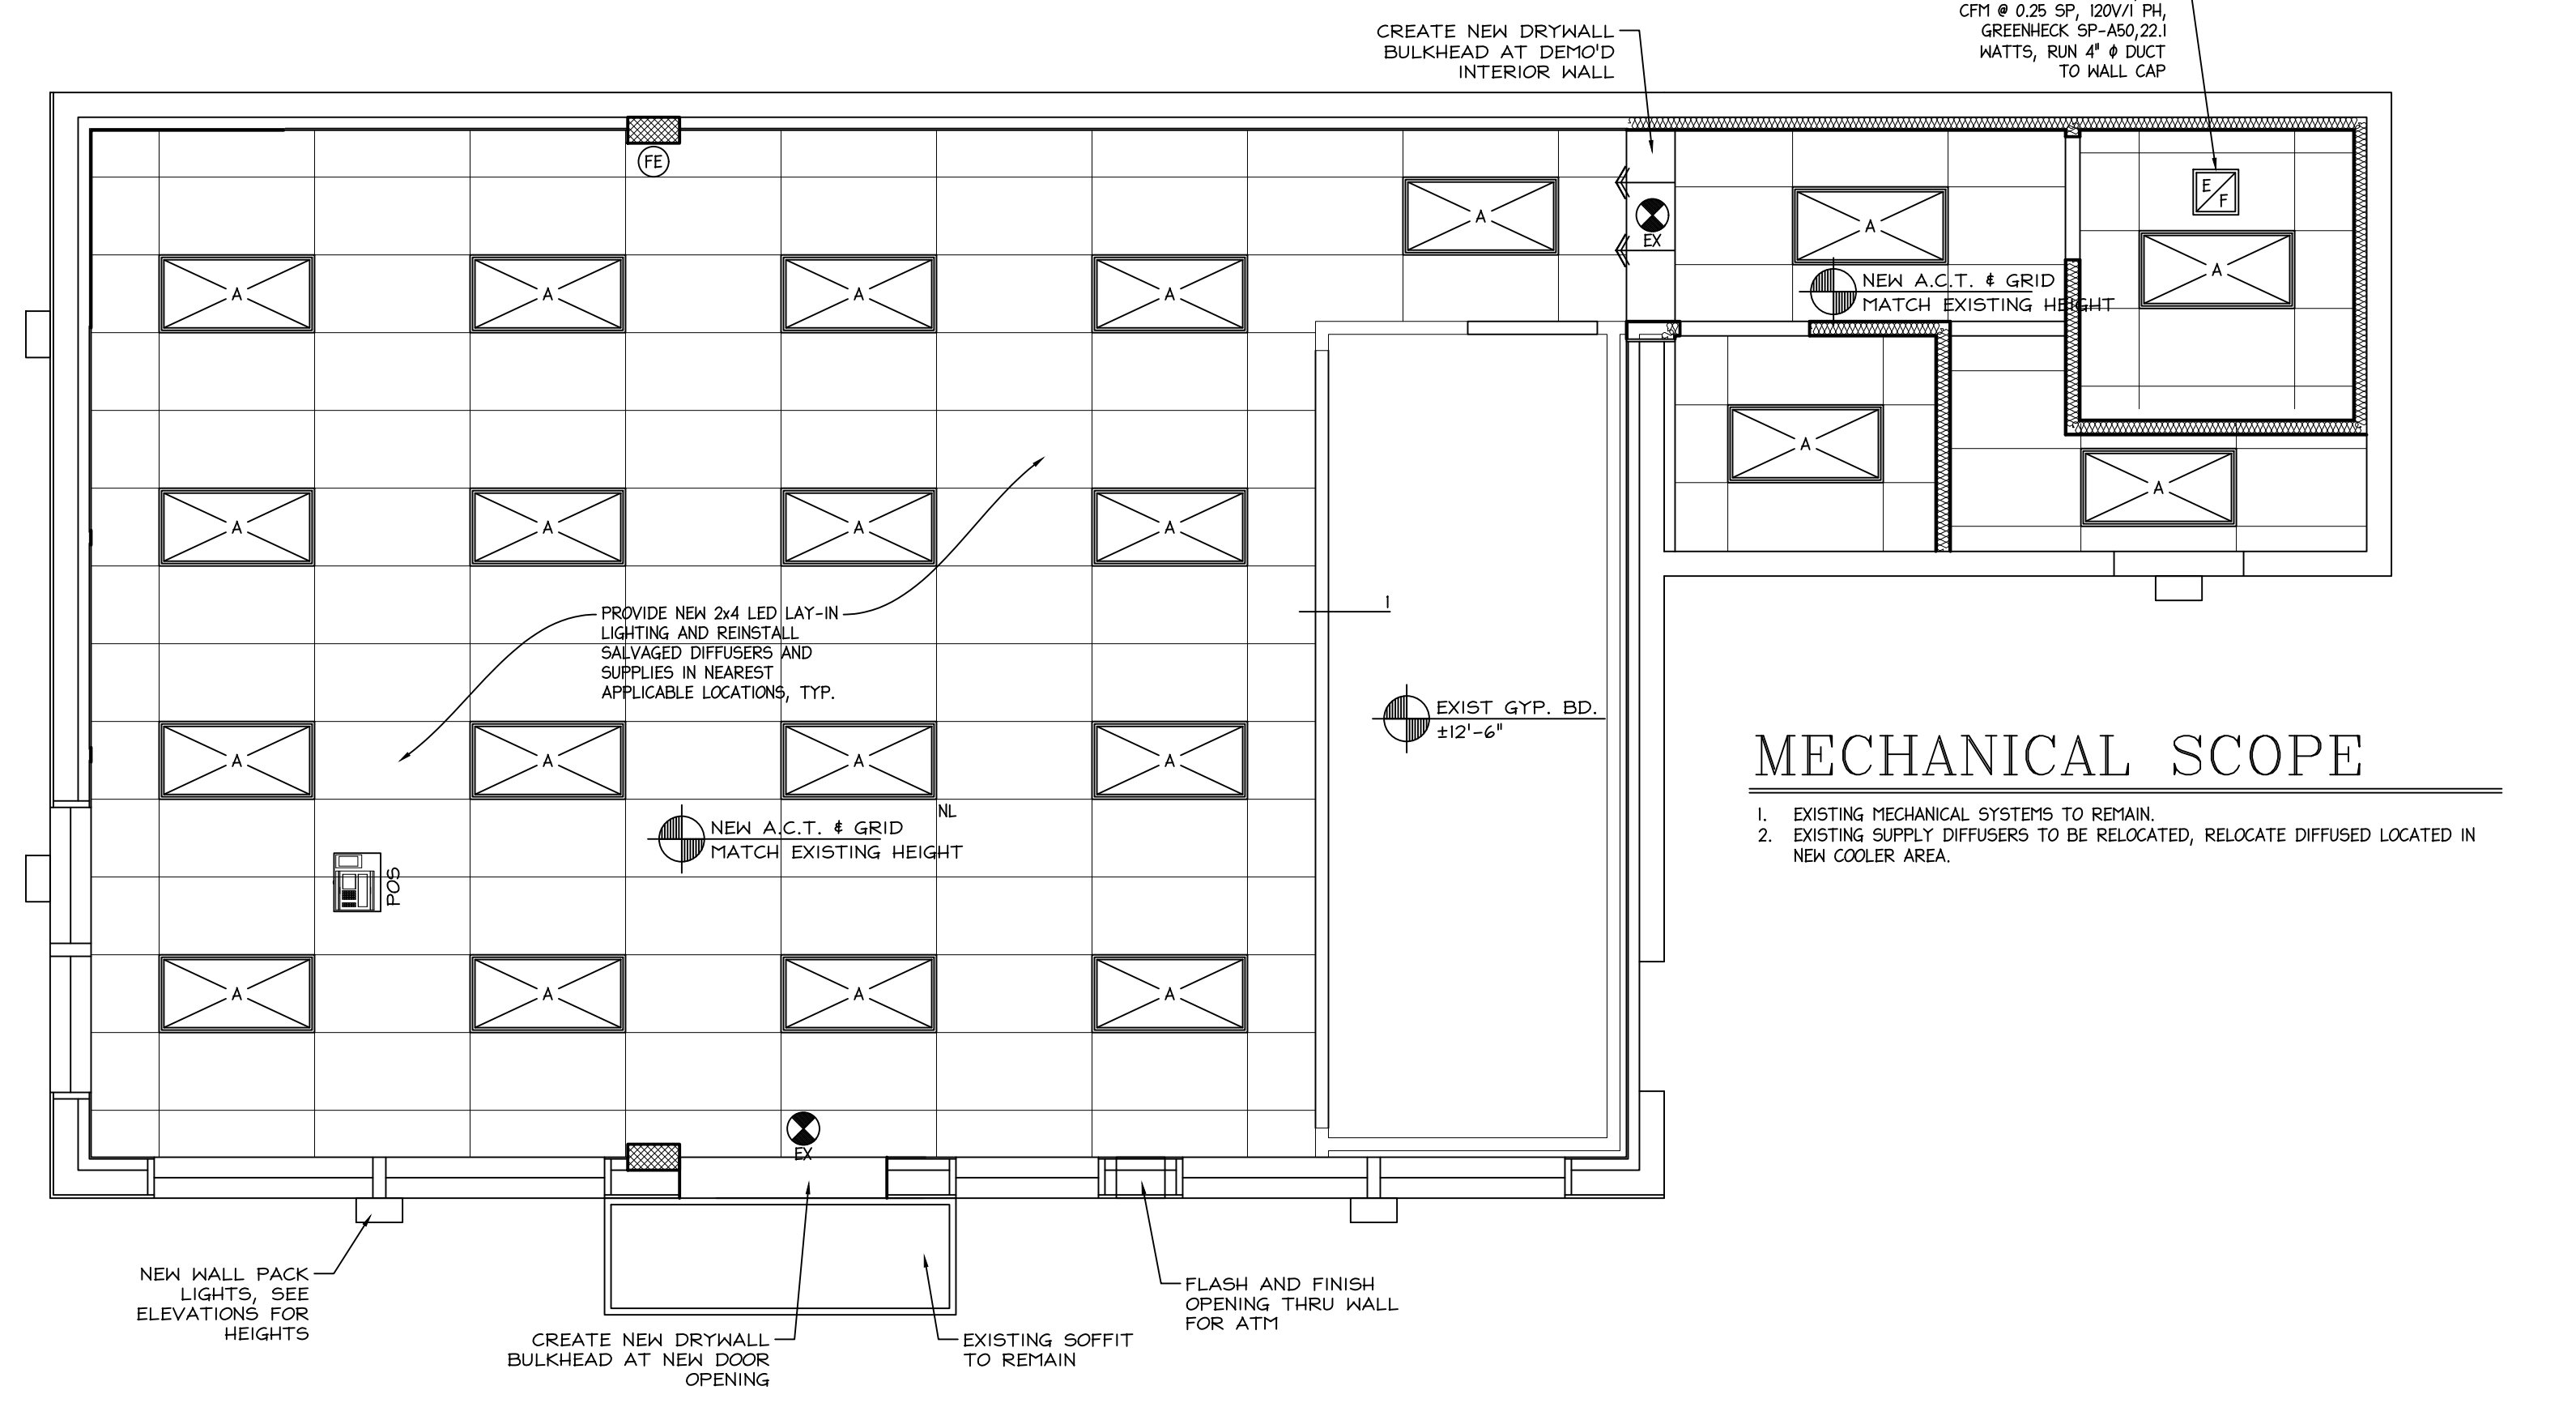 CFM @ 0.25 SP, 120V/1 PH,
GREENHECK SP-A50,22.1
WATTS, RUN 4" ϕ DUCT
TO WALL CAP
CREATE NEW DRYWALL
BULKHEAD AT DEMO'D
INTERIOR WALL
FE
A
A
E
F
EX
A
NEW A.C.T. & GRID
MATCH EXISTING HEIGHT
A
A
A
A
A
A
A
A
A
A
PROVIDE NEW 2x4 LED LAY-IN
LIGHTING AND REINSTALL
SALVAGED DIFFUSERS AND
SUPPLIES IN NEAREST
APPLICABLE LOCATIONS, TYP.
1
EXIST GYP. BD.
±12'-6"
A
A
A
A
NL
NEW A.C.T. & GRID
MATCH EXISTING HEIGHT
POS
MECHANICAL SCOPE
1. EXISTING MECHANICAL SYSTEMS TO REMAIN.
2. EXISTING SUPPLY DIFFUSERS TO BE RELOCATED, RELOCATE DIFFUSED LOCATED IN
NEW COOLER AREA.
A
A
A
A
EX
NEW WALL PACK
LIGHTS, SEE
ELEVATIONS FOR
HEIGHTS
CREATE NEW DRYWALL
BULKHEAD AT NEW DOOR
OPENING
EXISTING SOFFIT
TO REMAIN
FLASH AND FINISH
OPENING THRU WALL
FOR ATM